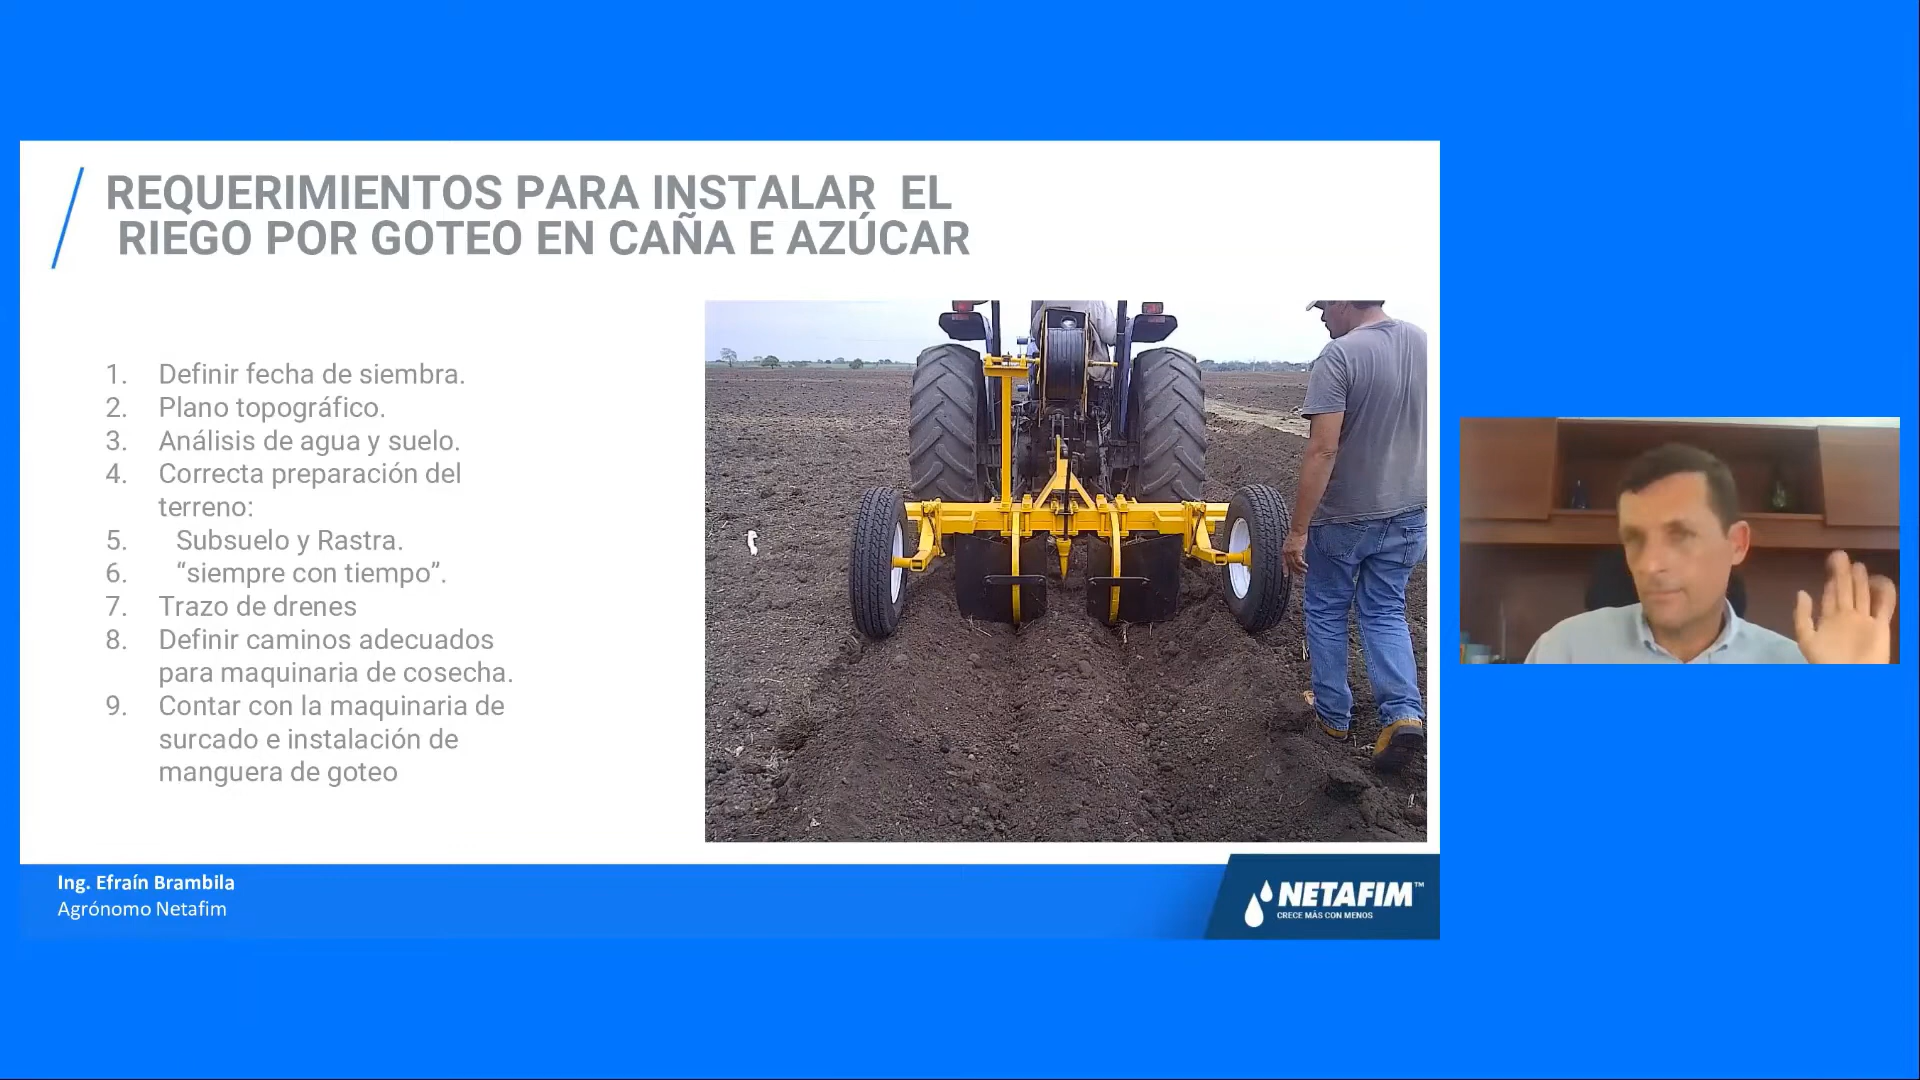 REQUERIMIENTOS PARA INSTALAR EL
RIEGO POR GOTEO EN CAÑA E AZÚCAR
1. Definir fecha de siembra.
2. Plano topográfico.
3. Análisis de agua y suelo.
4. Correcta preparación del
terreno:
5. Subsuelo y Rastra.
6. “siempre con tiempo”.
7. Trazo de drenes
8. Definir caminos adecuados
para maquinaria de cosecha.
9. Contar con la maquinaria de
surcado e instalación de
manguera de goteo
Ing. Efraín Brambila
Agrónomo Netafim
NETAFIM™
CRECE MÁS CON MENOS